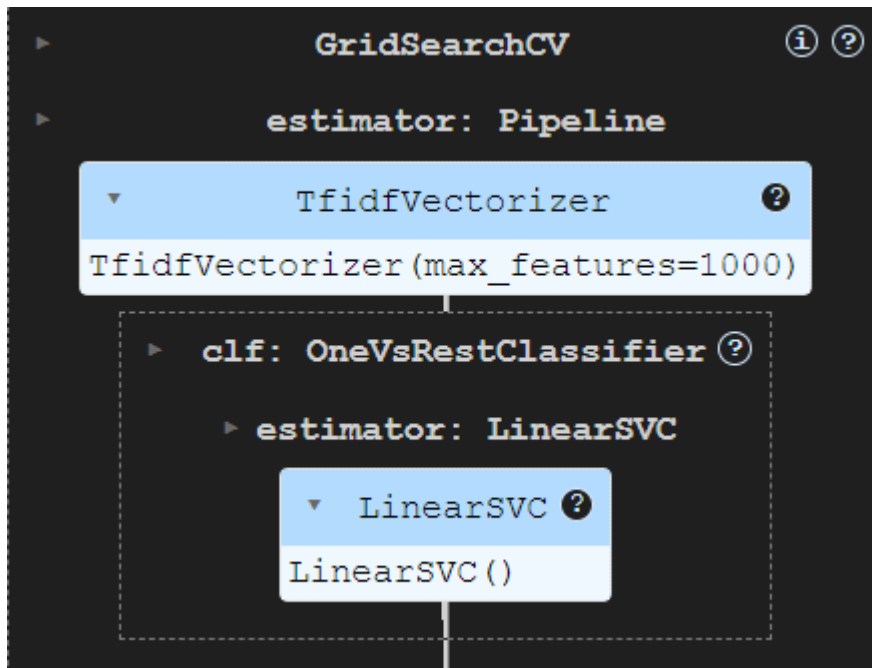 GridSearchCV i ?
estimator: Pipeline
TfidfVectorizer ?
TfidfVectorizer(max_features=1000)
clf: OneVsRestClassifier ?
estimator: LinearSVC
LinearSVC ?
LinearSVC()